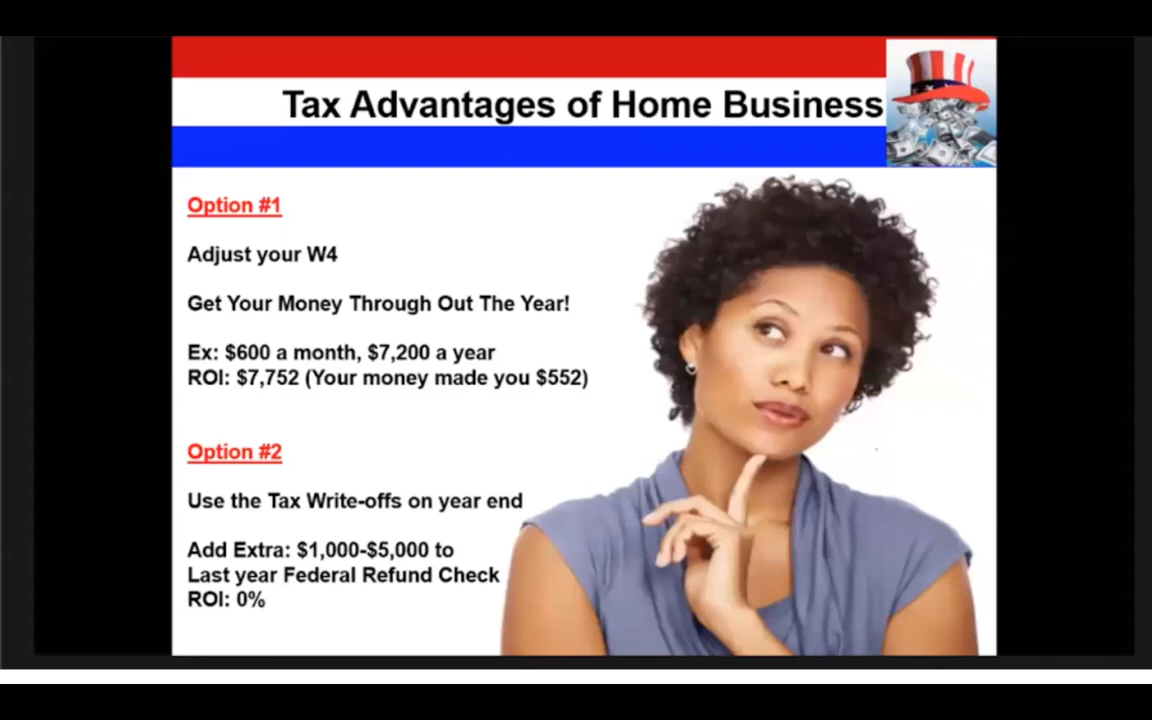 Tax Advantages of Home Business
Option #1
Adjust your W4
Get Your Money Through Out The Year!
Ex: $600 a month, $7,200 a year
ROI: $7,752 (Your money made you $552)
Option #2
Use the Tax Write-offs on year end
Add Extra: $1,000-$5,000 to
Last year Federal Refund Check
ROI: 0%